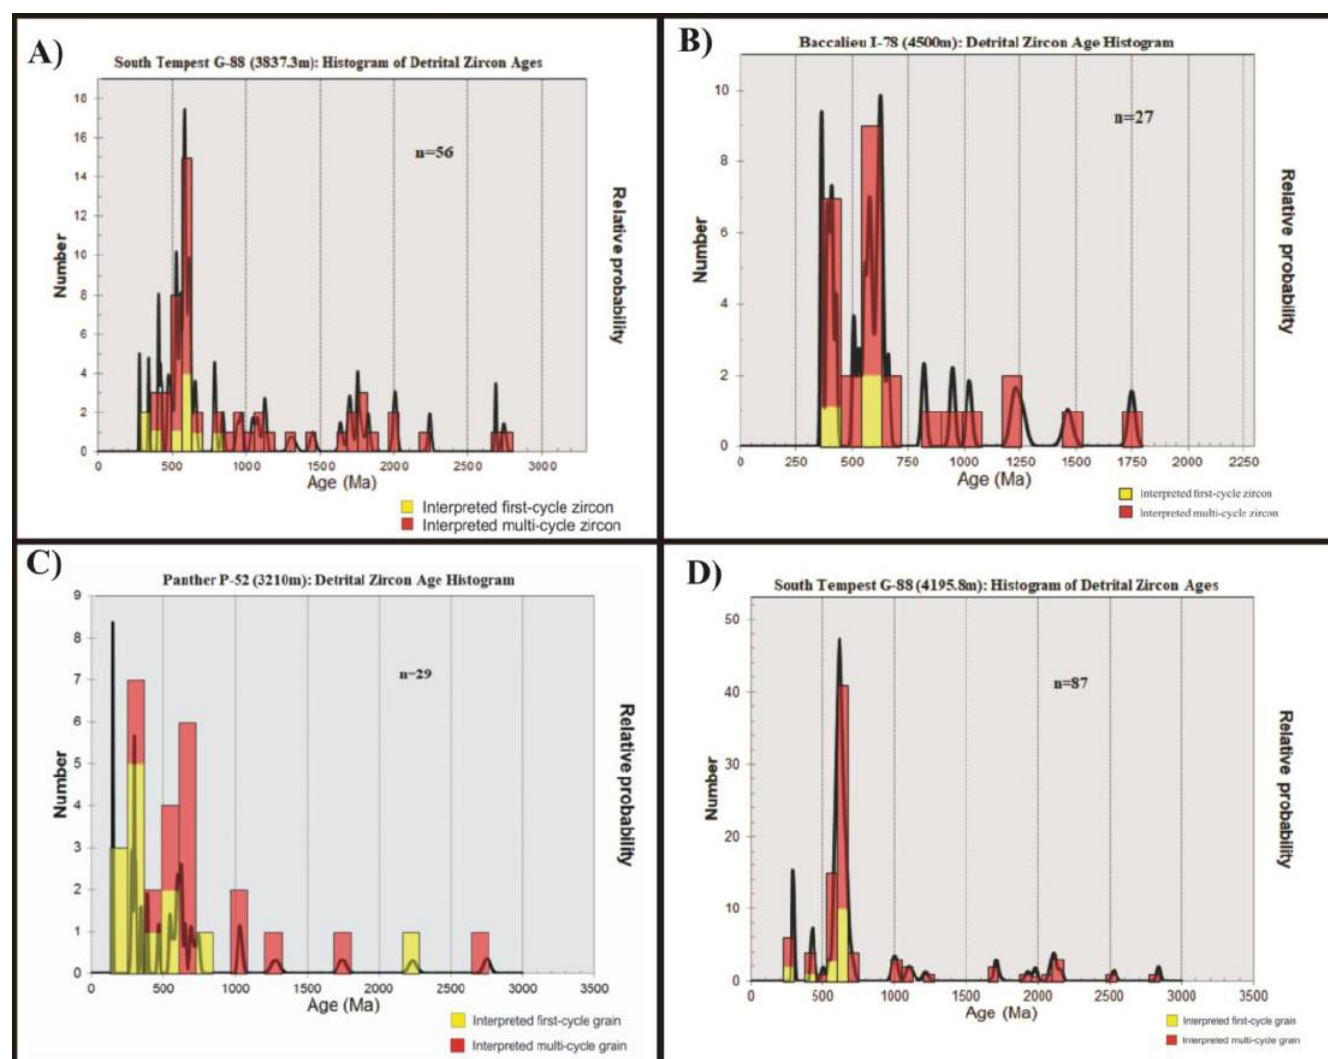 A)
South Tempest G-88 (3837.3m): Histogram of Detrital Zircon Ages
18
16
14
12
10
8
6
4
2
0
Number
n=56
Relative probability
0 500 1000 1500 2000 2500 3000
Age (Ma)
Interpreted first-cycle zircon
Interpreted multi-cycle zircon
B)
Baccalieu I-78 (4500m): Detrital Zircon Age Histogram
10
8
6
4
2
0
Number
n=27
Relative probability
0 250 500 750 1000 1250 1500 1750 2000 2250
Age (Ma)
Interpreted first-cycle zircon
Interpreted multi-cycle zircon
C)
Panther P-52 (3210m): Detrital Zircon Age Histogram
9
8
7
6
5
4
3
2
1
0
Number
n=29
Relative probability
0 500 1000 1500 2000 2500 3000 3500
Age (Ma)
Interpreted first-cycle grain
Interpreted multi-cycle grain
D)
South Tempest G-88 (4195.8m): Histogram of Detrital Zircon Ages
50
40
30
20
10
0
Number
n=87
Relative probability
0 500 1000 1500 2000 2500 3000 3500
Age (Ma)
Interpreted first-cycle grain
Interpreted multi-cycle grain